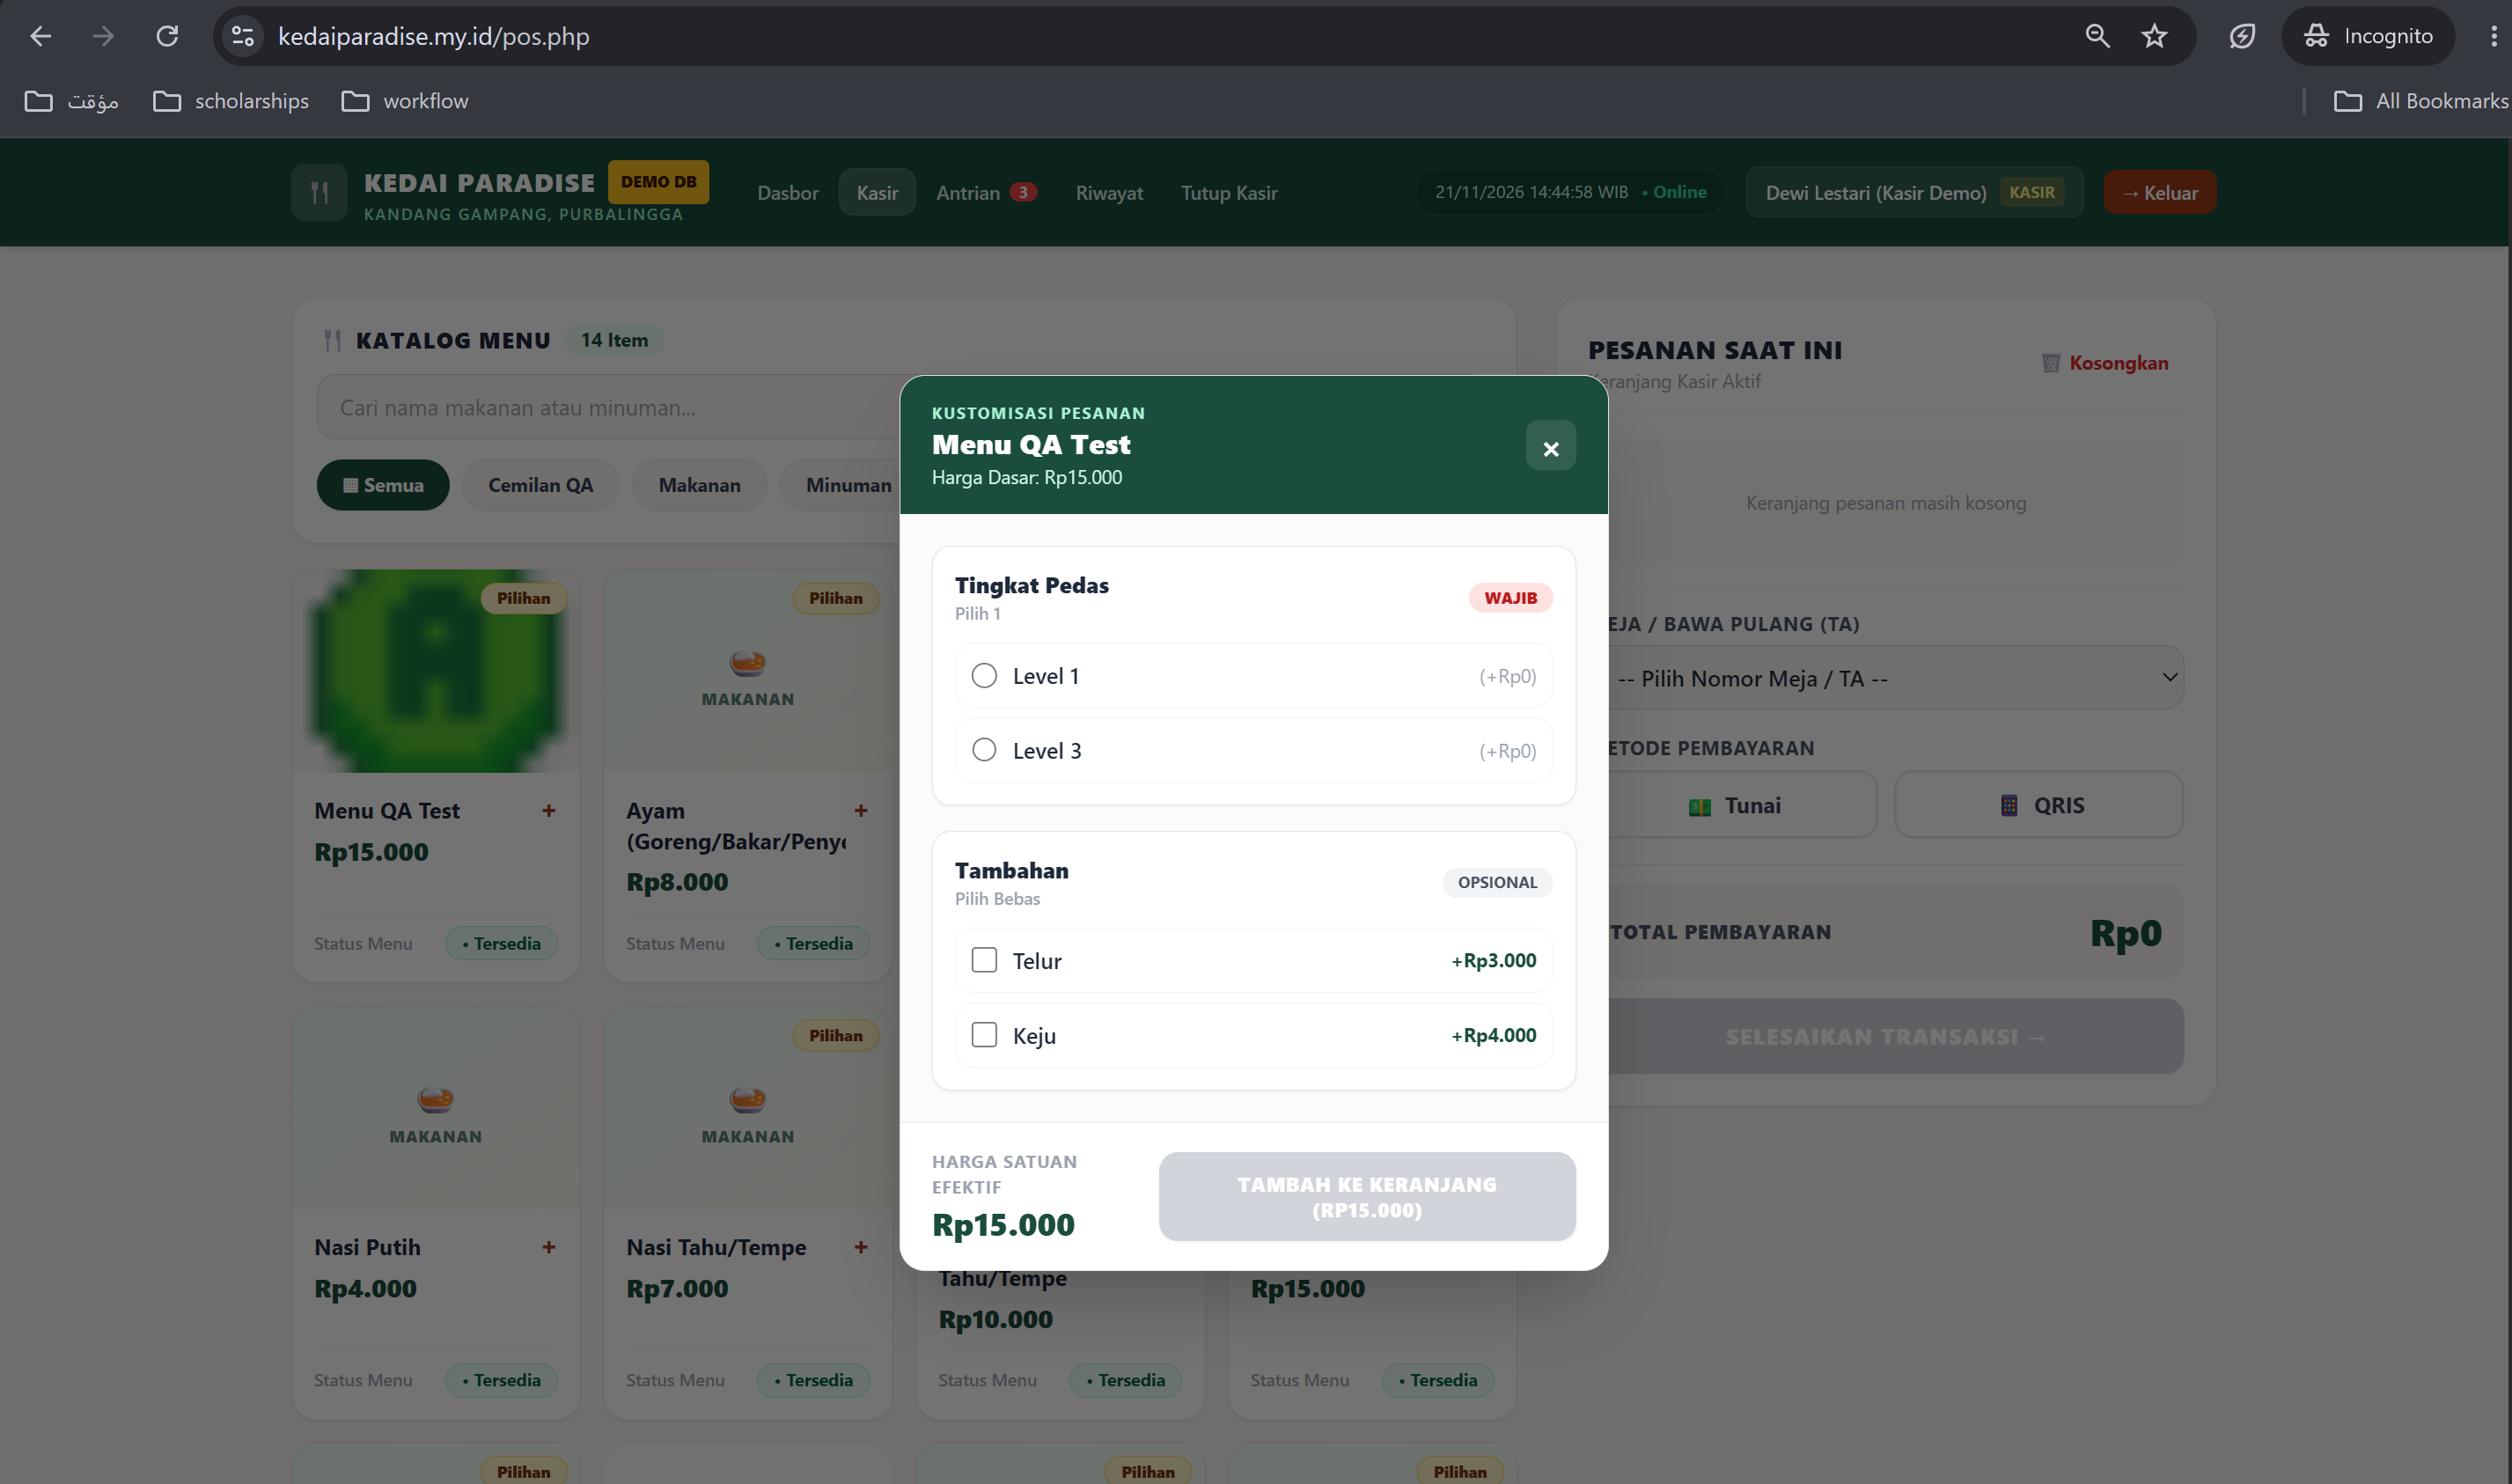 kedaiparadise.my.id/pos.php
Incognito
مؤقت
scholarships
workflow
All Bookmarks
KEDAI PARADISE
DEMO DB
KANDANG GAMPANG, PURBALINGGA
Dasbor
Kasir
Antrian 3
Riwayat
Tutup Kasir
21/11/2026 14:44:58 WIB • Online
Dewi Lestari (Kasir Demo) KASIR
→ Keluar
KATALOG MENU 14 Item
Cari nama makanan atau minuman...
Semua
Cemilan QA
Makanan
Minuman
Pilihan
Menu QA Test +
Rp15.000
Status Menu • Tersedia
Pilihan
MAKANAN
Ayam +
(Goreng/Bakar/Penye
Rp8.000
Status Menu • Tersedia
MAKANAN
Nasi Putih +
Rp4.000
Status Menu • Tersedia
Pilihan
MAKANAN
Nasi Tahu/Tempe +
Rp7.000
Status Menu • Tersedia
Tahu/Tempe
Rp10.000
Status Menu • Tersedia
Rp15.000
Status Menu • Tersedia
Pilihan
Pilihan
Pilihan
KUSTOMISASI PESANAN
Menu QA Test
Harga Dasar: Rp15.000
×
Tingkat Pedas
Pilih 1
WAJIB
Level 1 (+Rp0)
Level 3 (+Rp0)
Tambahan
Pilih Bebas
OPSIONAL
Telur +Rp3.000
Keju +Rp4.000
HARGA SATUAN
EFEKTIF
Rp15.000
TAMBAH KE KERANJANG
(RP15.000)
PESANAN SAAT INI
eranjang Kasir Aktif
Kosongkan
Keranjang pesanan masih kosong
EJA / BAWA PULANG (TA)
-- Pilih Nomor Meja / TA --
ETODE PEMBAYARAN
Tunai
QRIS
TOTAL PEMBAYARAN
Rp0
SELESAIKAN TRANSAKSI →